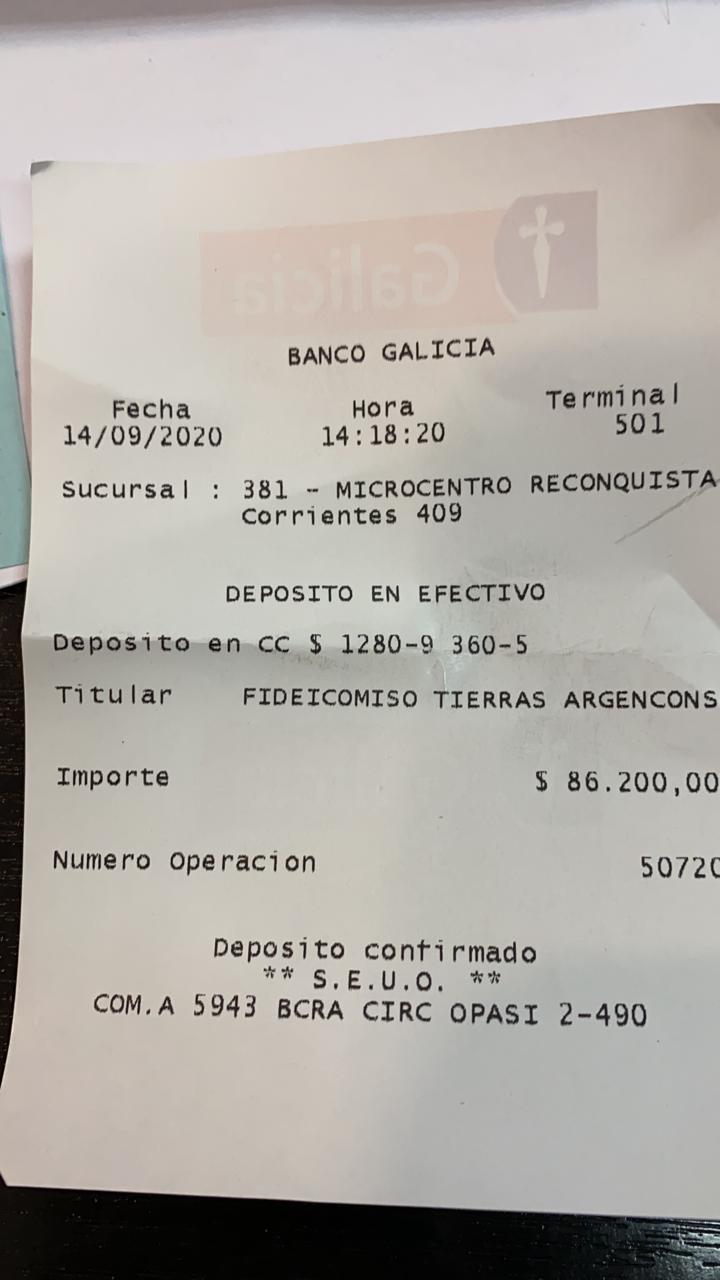 Galicia
BANCO GALICIA
Fecha Hora Terminal
14/09/2020 14:18:20 501
Sucursal : 381 - MICROCENTRO RECONQUISTA
Corrientes 409
DEPOSITO EN EFECTIVO
Deposito en CC $ 1280-9 360-5
Titular FIDEICOMISO TIERRAS ARGENCONS
Importe $ 86.200,00
Numero Operacion 50720
Deposito confirmado
** S.E.U.O. **
COM.A 5943 BCRA CIRC OPASI 2-490